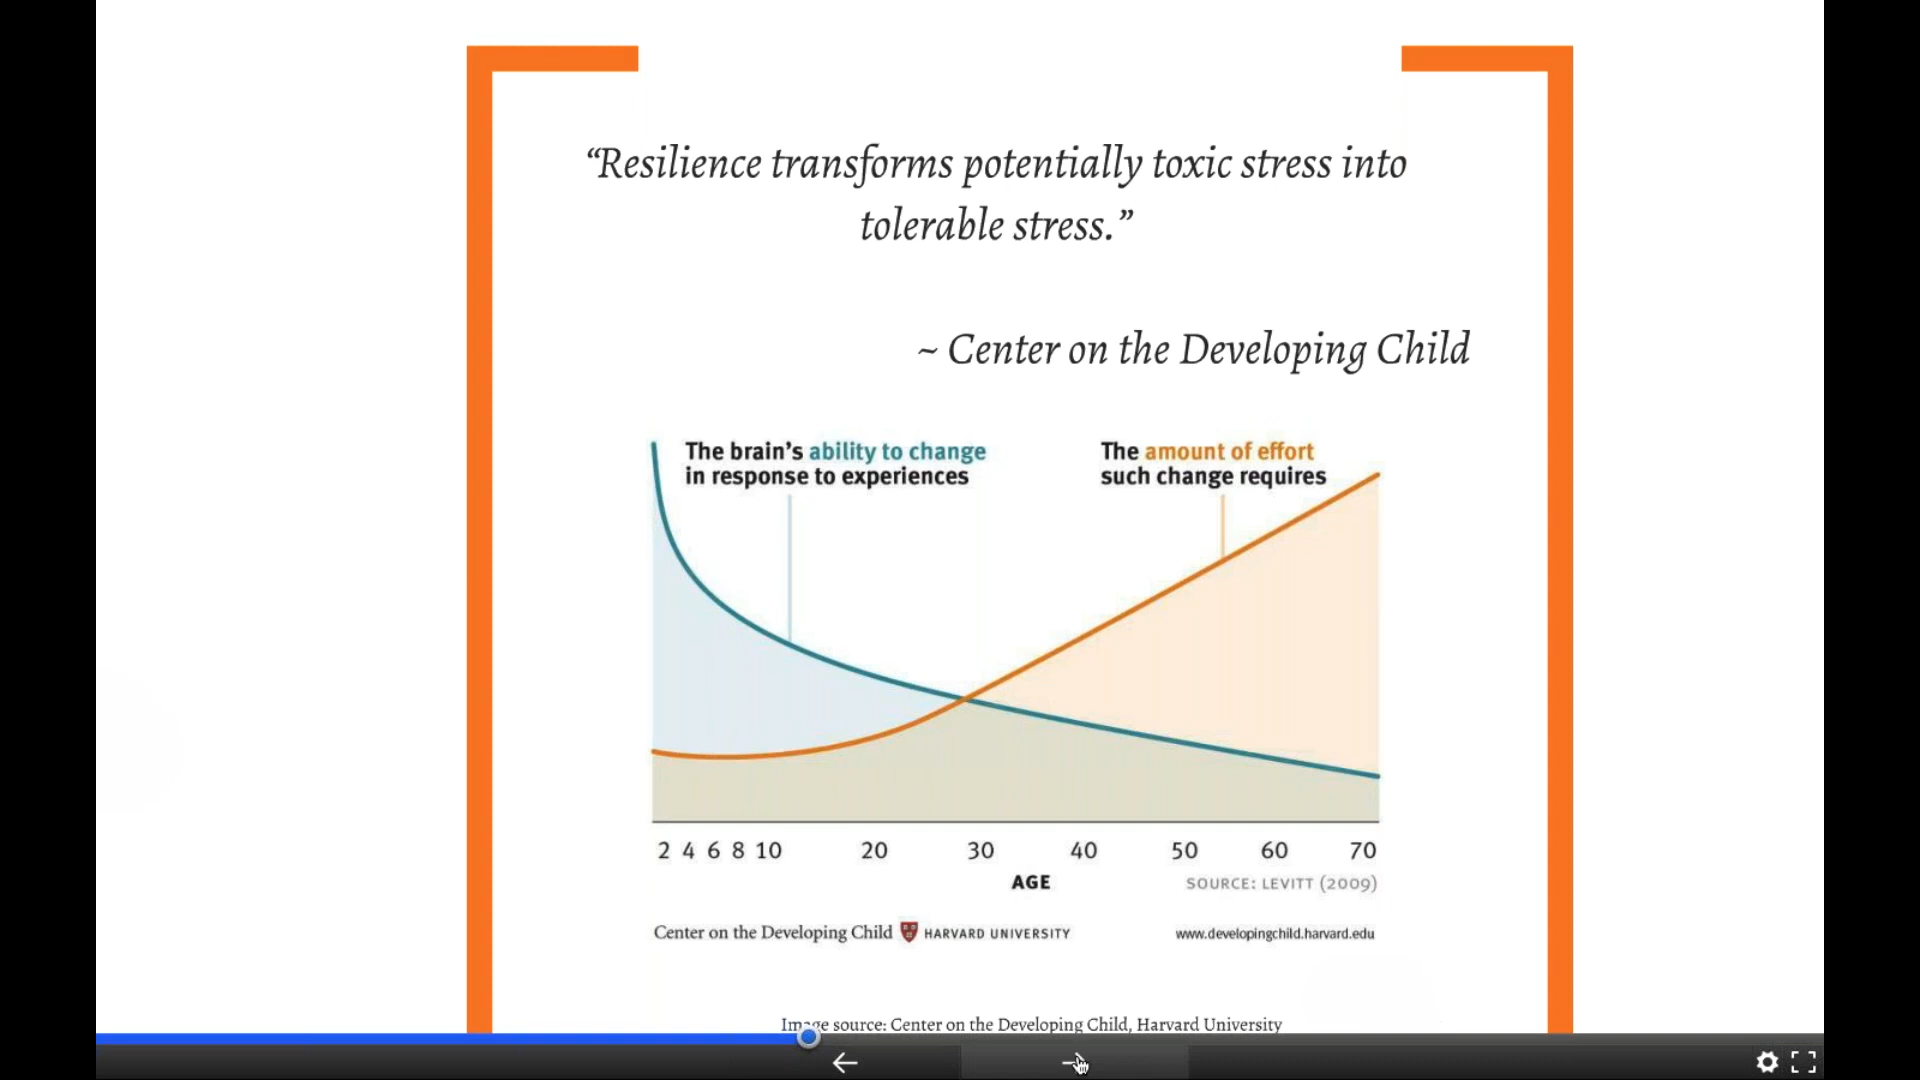 “Resilience transforms potentially toxic stress into
tolerable stress.”
~ Center on the Developing Child
The brain’s ability to change
in response to experiences
The amount of effort
such change requires
2 4 6 8 10 20 30 40 50 60 70
AGE
SOURCE: LEVITT (2009)
Center on the Developing Child HARVARD UNIVERSITY
www.developingchild.harvard.edu
Image source: Center on the Developing Child, Harvard University